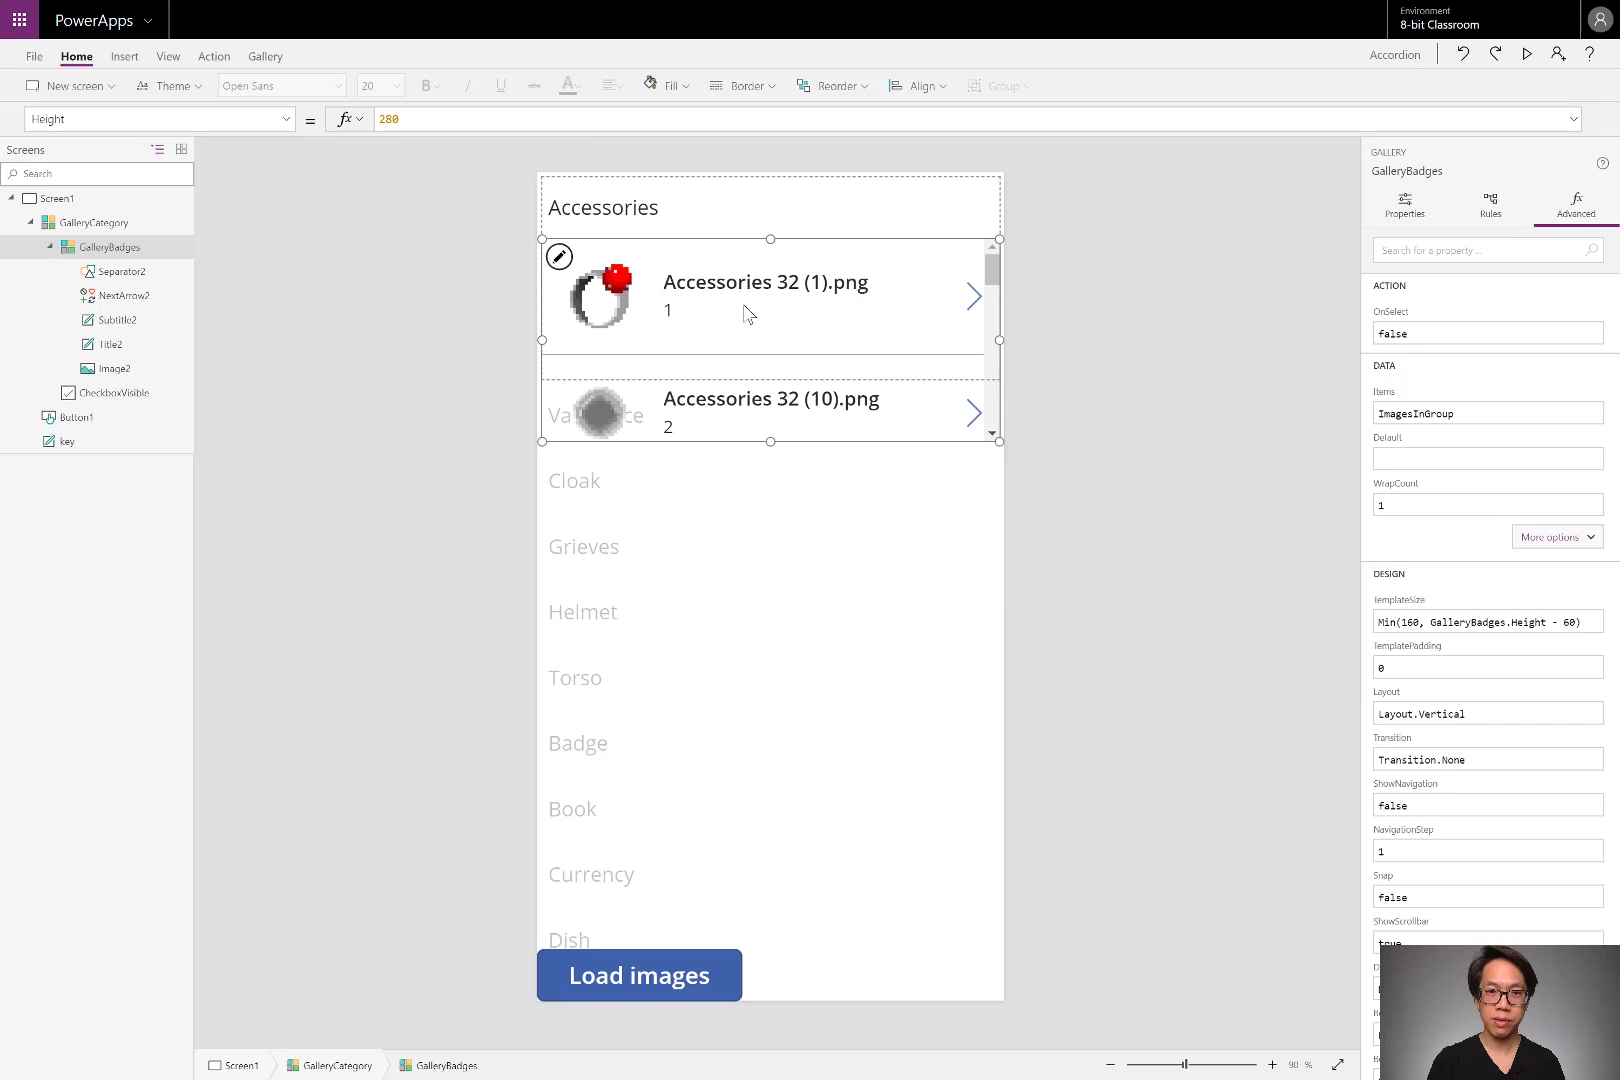 PowerApps
Environment
8-bit Classroom
File Home Insert View Action Gallery
Accordion
New screen Theme Open Sans 20 B / U abc A Fill Border Reorder Align Group
Height = fx 280
Screens
Search
Screen1
GalleryCategory
GalleryBadges
Separator2
NextArrow2
Subtitle2
Title2
Image2
CheckboxVisible
Button1
key
Accessories
Accessories 32 (1).png
1
Accessories 32 (10).png
2
Cloak
Grieves
Helmet
Torso
Badge
Book
Currency
Dish
Load images
GALLERY
GalleryBadges
Properties Rules Advanced
Search for a property ...
ACTION
OnSelect
false
DATA
Items
ImagesInGroup
Default
WrapCount
1
More options
DESIGN
TemplateSize
Min(160, GalleryBadges.Height - 60)
TemplatePadding
0
Layout
Layout.Vertical
Transition
Transition.None
ShowNavigation
false
NavigationStep
1
Snap
false
ShowScrollbar
true
Screen1 GalleryCategory GalleryBadges
90 %